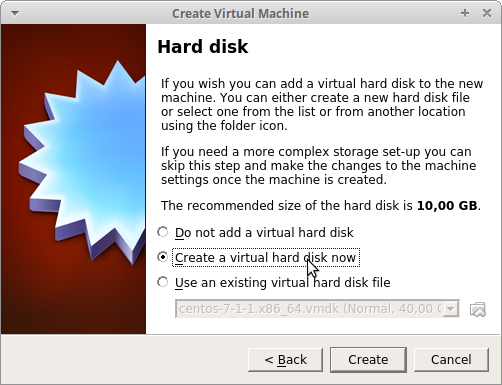 Create Virtual Machine
Hard disk
If you wish you can add a virtual hard disk to the new
machine. You can either create a new hard disk file
or select one from the list or from another location
using the folder icon.
If you need a more complex storage set-up you can
skip this step and make the changes to the machine
settings once the machine is created.
The recommended size of the hard disk is 10,00 GB.
Do not add a virtual hard disk
Create a virtual hard disk now
Use an existing virtual hard disk file
centos-7-1-1.x86_64.vmdk (Normal, 40,00 G
< Back
Create
Cancel